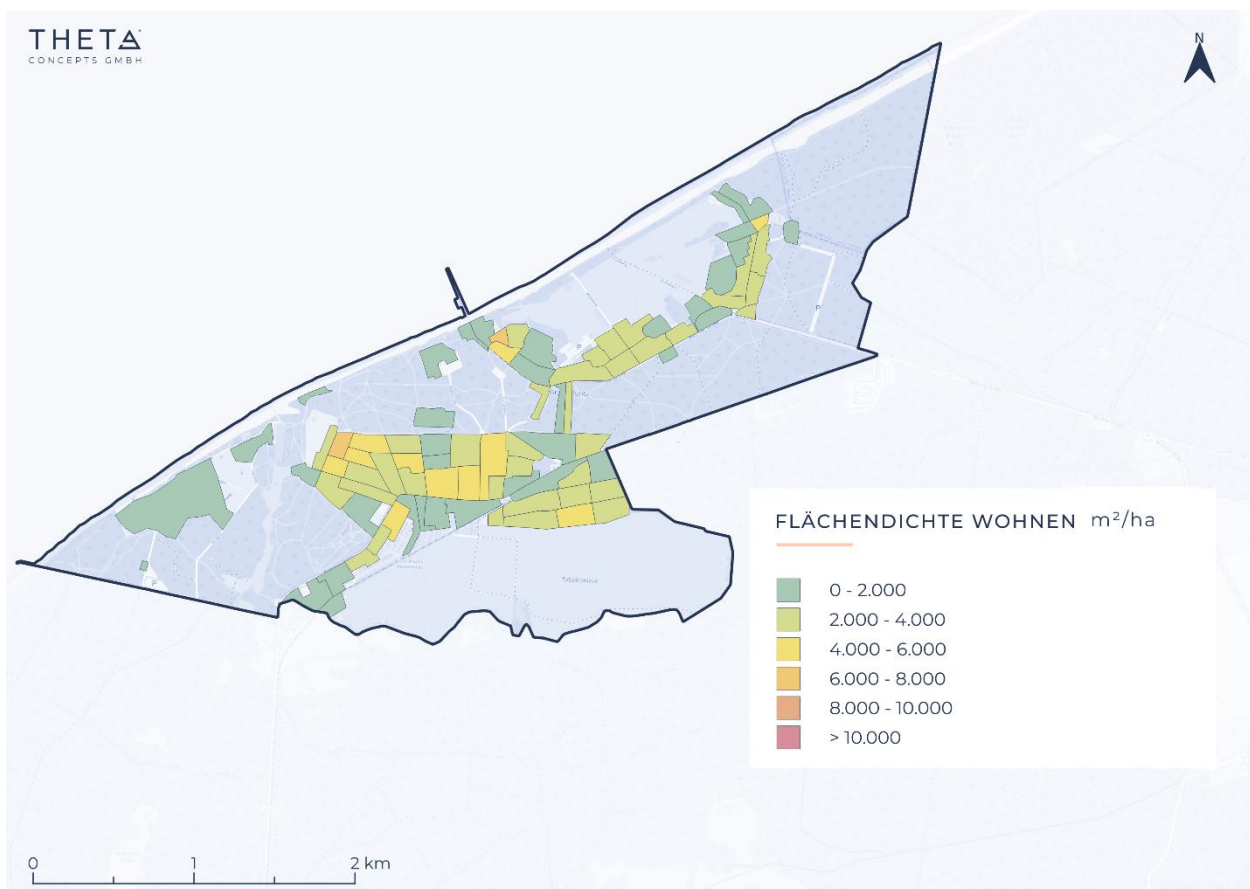 THETA
CONCEPTS GMBH
N
P
P
P
FLÄCHENDICHTE WOHNEN m²/ha
0 - 2.000
2.000 - 4.000
4.000 - 6.000
6.000 - 8.000
8.000 - 10.000
> 10.000
0 1 2 km